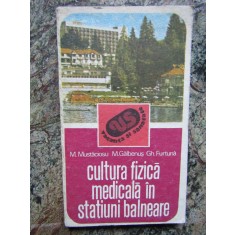 M. Mustăcosu M. Gălbenuș Gh. Furtună
cultura fizică
medicală în
stațiuni balneare